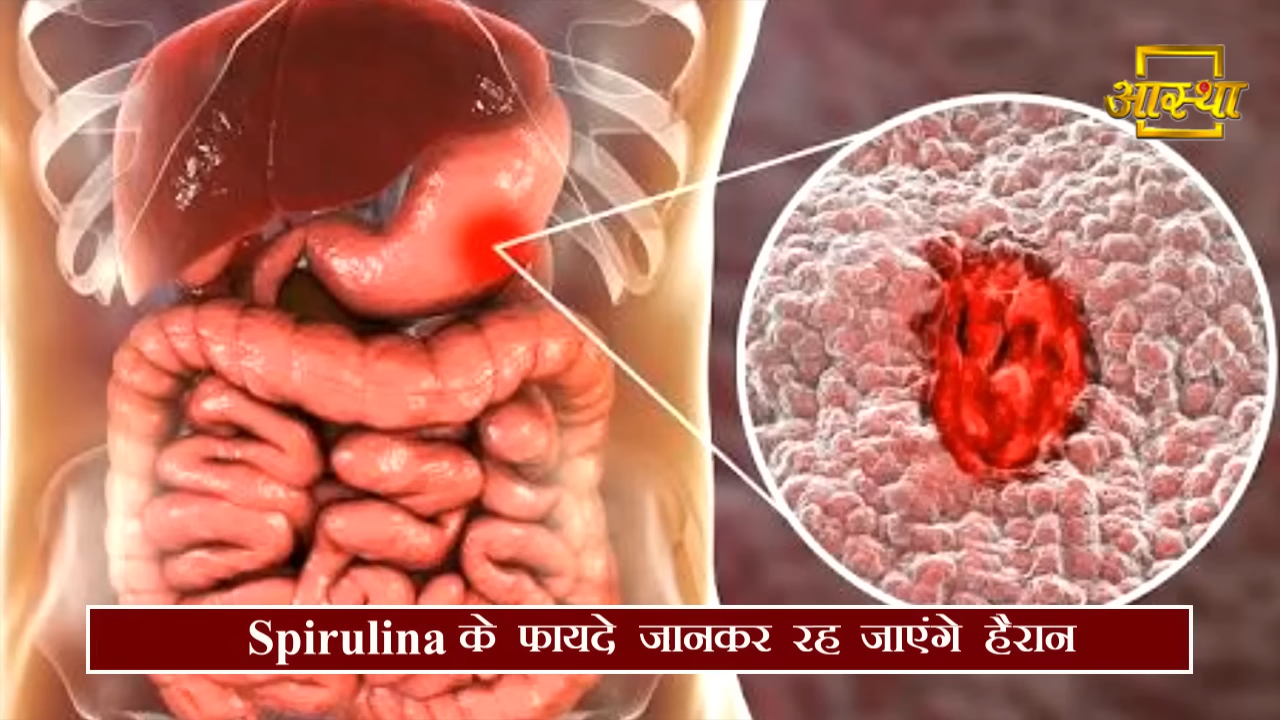 आस्था
Spirulina के फायदे जानकर रह जाएंगे हैरान